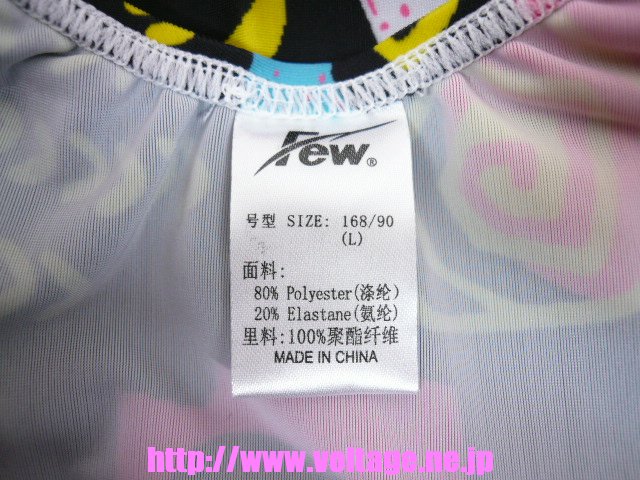 Few®
号型 SIZE: 168/90
(L)
面料:
80% Polyester(涤纶)
20% Elastane(氨纶)
里料:100%聚酯纤维
MADE IN CHINA
http://www.voltage.ne.jp